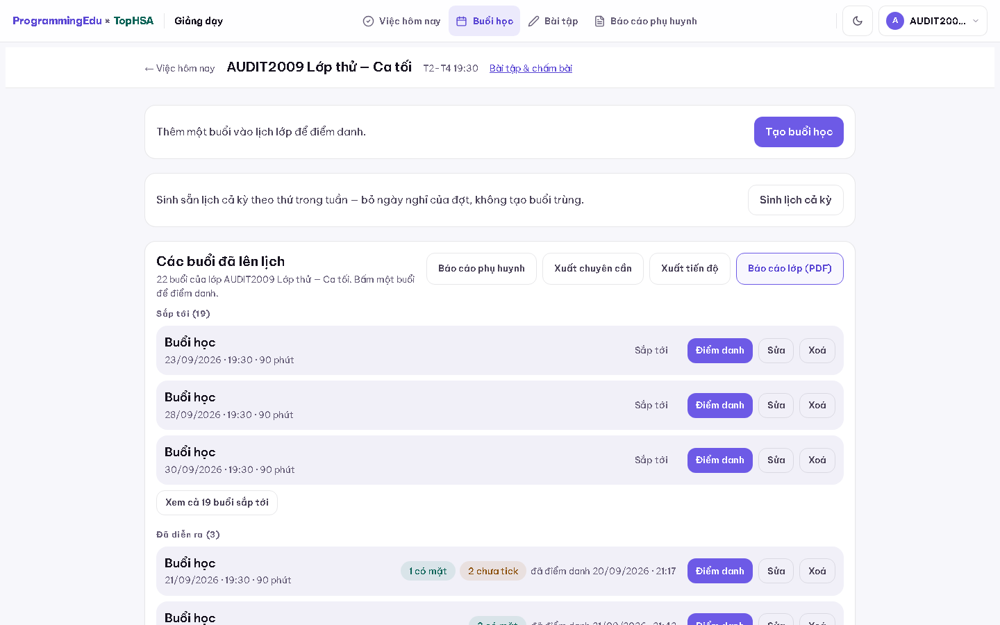 ProgrammingEdu × TopHSA
Giảng dạy
Việc hôm nay
Buổi học
Bài tập
Báo cáo phụ huynh
A
AUDIT200...
← Việc hôm nay
AUDIT2009 Lớp thử — Ca tối
T2-T4 19:30
Bài tập & chấm bài
Thêm một buổi vào lịch lớp để điểm danh.
Tạo buổi học
Sinh sẵn lịch cả kỳ theo thứ trong tuần — bỏ ngày nghỉ của đợt, không tạo buổi trùng.
Sinh lịch cả kỳ
Các buổi đã lên lịch
22 buổi của lớp AUDIT2009 Lớp thử — Ca tối. Bấm một buổi
để điểm danh.
Báo cáo phụ huynh
Xuất chuyên cần
Xuất tiến độ
Báo cáo lớp (PDF)
Sắp tới (19)
Buổi học
23/09/2026 · 19:30 · 90 phút
Sắp tới
Điểm danh
Sửa
Xoá
Buổi học
28/09/2026 · 19:30 · 90 phút
Sắp tới
Điểm danh
Sửa
Xoá
Buổi học
30/09/2026 · 19:30 · 90 phút
Sắp tới
Điểm danh
Sửa
Xoá
Xem cả 19 buổi sắp tới
Đã diễn ra (3)
Buổi học
21/09/2026 · 19:30 · 90 phút
1 có mặt
2 chưa tick
đã điểm danh 20/09/2026 · 21:17
Điểm danh
Sửa
Xoá
Buổi học